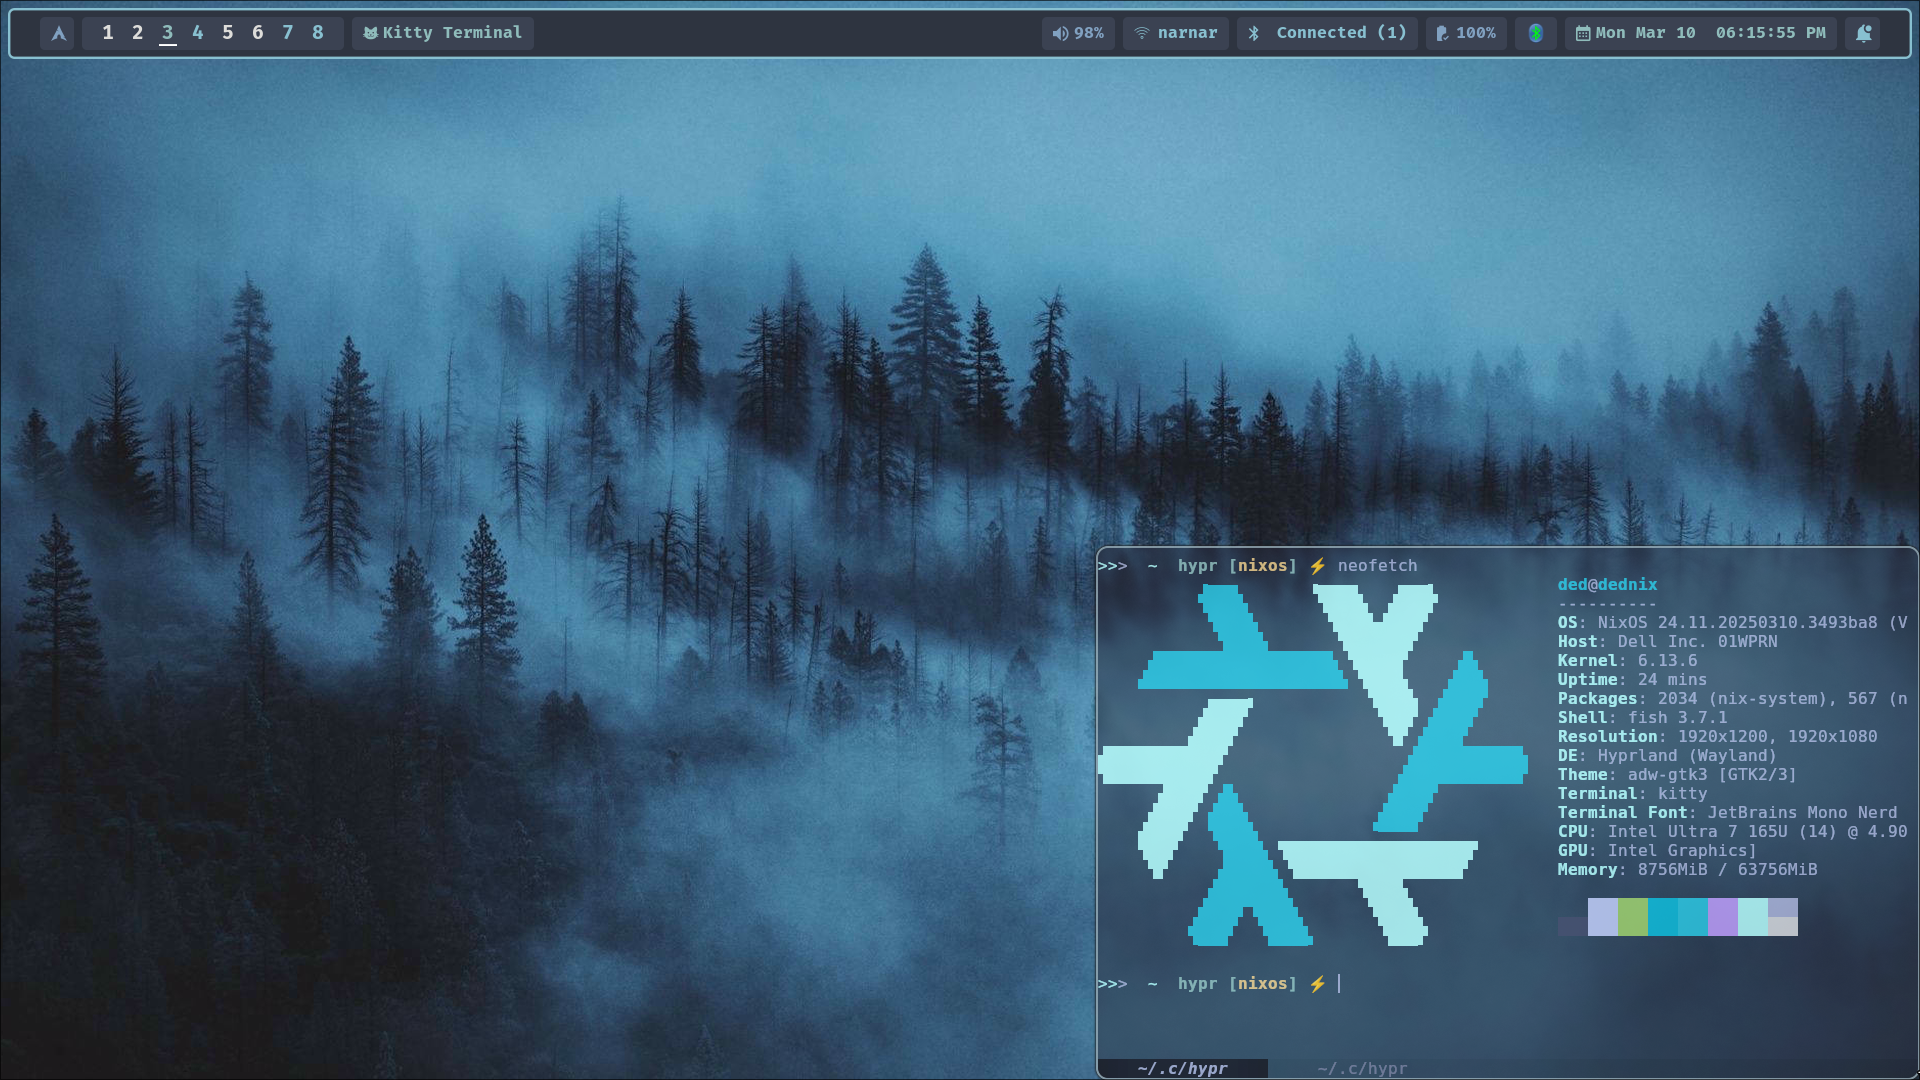 1 2 3 4 5 6 7 8 Kitty Terminal 98% narnar Connected (1) 100% Mon Mar 10 06:15:55 PM
>>> ~ hypr [nixos] ⚡ neofetch
ded@dednix
----------
OS: NixOS 24.11.20250310.3493ba8 (V
Host: Dell Inc. 01WPRN
Kernel: 6.13.6
Uptime: 24 mins
Packages: 2034 (nix-system), 567 (n
Shell: fish 3.7.1
Resolution: 1920x1200, 1920x1080
DE: Hyprland (Wayland)
Theme: adw-gtk3 [GTK2/3]
Terminal: kitty
Terminal Font: JetBrains Mono Nerd
CPU: Intel Ultra 7 165U (14) @ 4.90
GPU: Intel Graphics]
Memory: 8756MiB / 63756MiB
>>> ~ hypr [nixos] ⚡
~/.c/hypr ~/.c/hypr